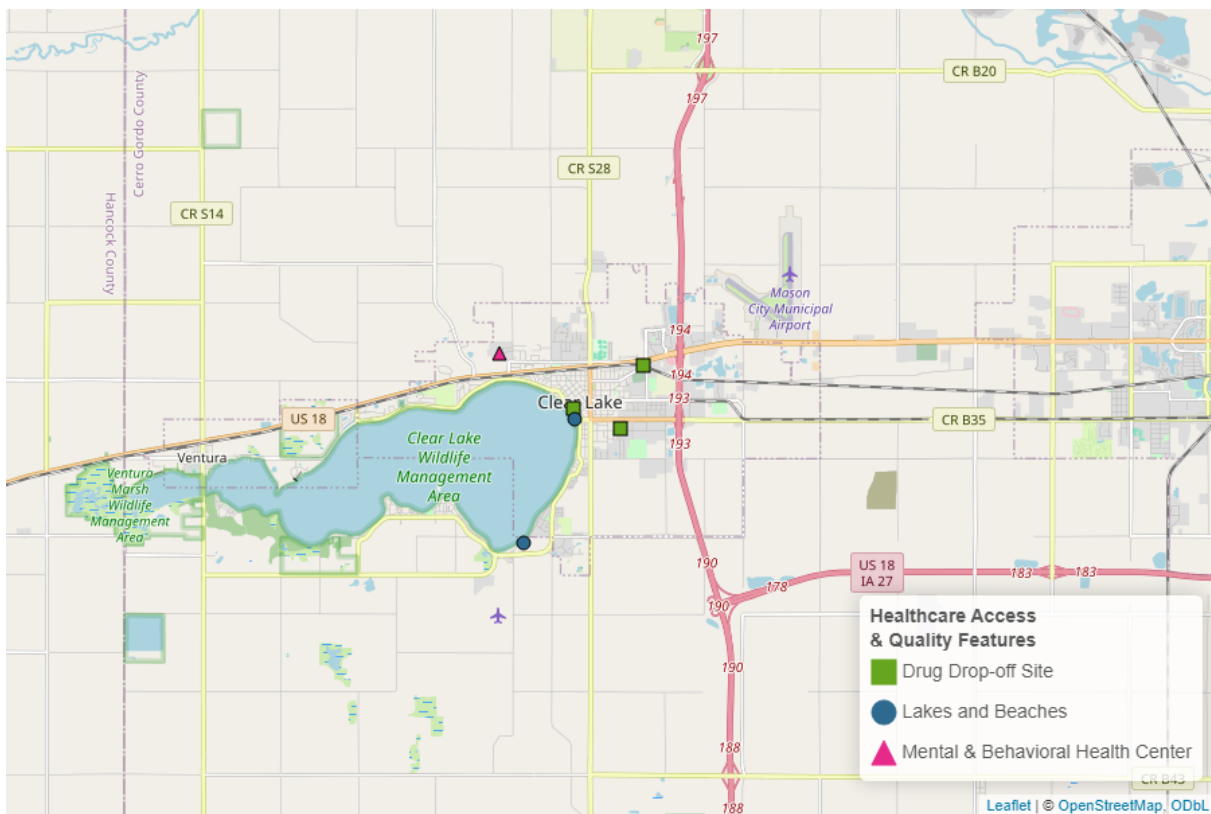 197
CR B20
197
Cerro Gordo County
CR S28
Hancock County
CR S14
Mason
City Municipal
Airport
194
194
193
Clear Lake
US 18
CR B35
Clear Lake
Wildlife
Management
Area
193
Ventura
Ventura
Marsh
Wildlife
Management
Area
190
US 18
IA 27
183
183
178
190
190
188
188
CR B43
Healthcare Access
& Quality Features
Drug Drop-off Site
Lakes and Beaches
Mental & Behavioral Health Center
Leaflet | © OpenStreetMap, ODbL